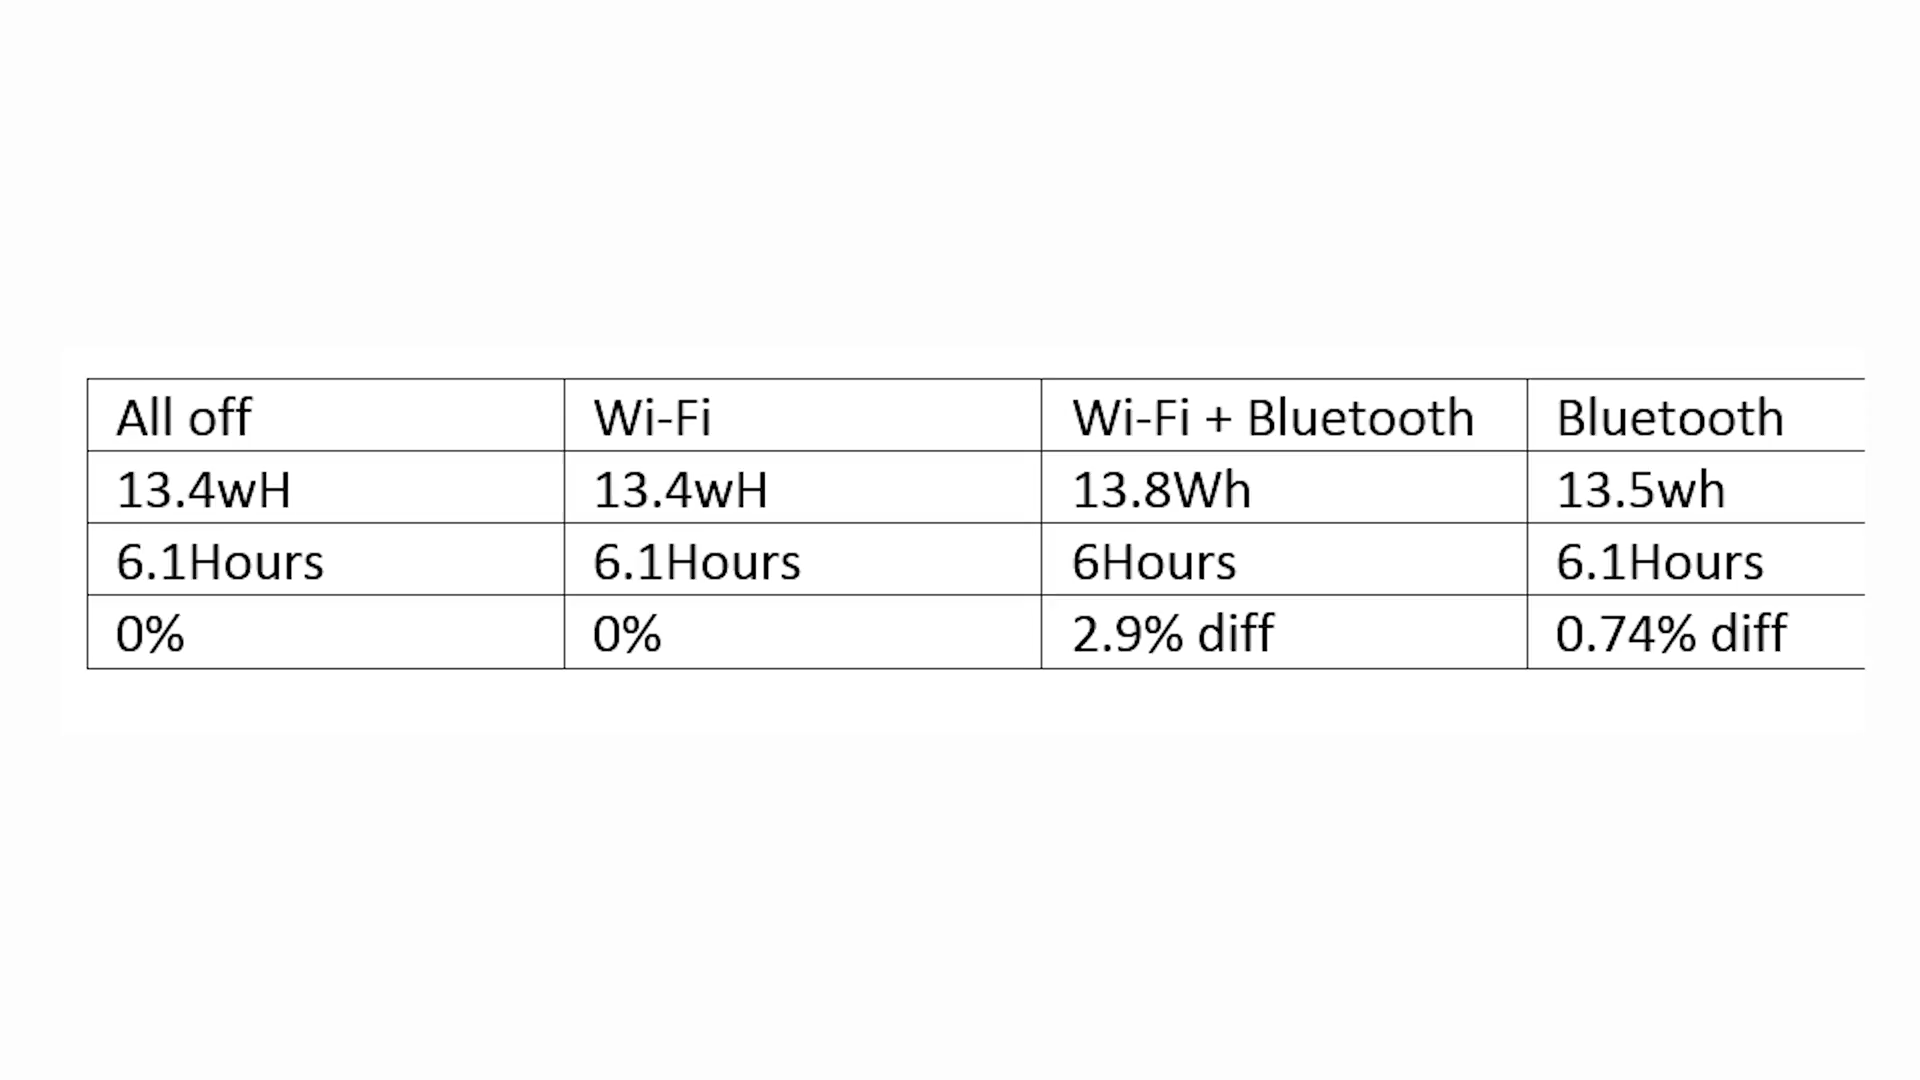 All off Wi-Fi Wi-Fi + Bluetooth Bluetooth
13.4wH 13.4wH 13.8Wh 13.5wh
6.1Hours 6.1Hours 6Hours 6.1Hours
0% 0% 2.9% diff 0.74% diff